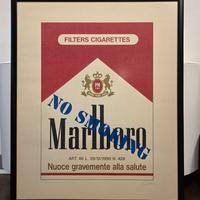 FILTERS CIGARETTES
NO SMOKING
Marlboro
ART. 46 L. 29/12/1990 N. 428
Nuoce gravemente alla salute